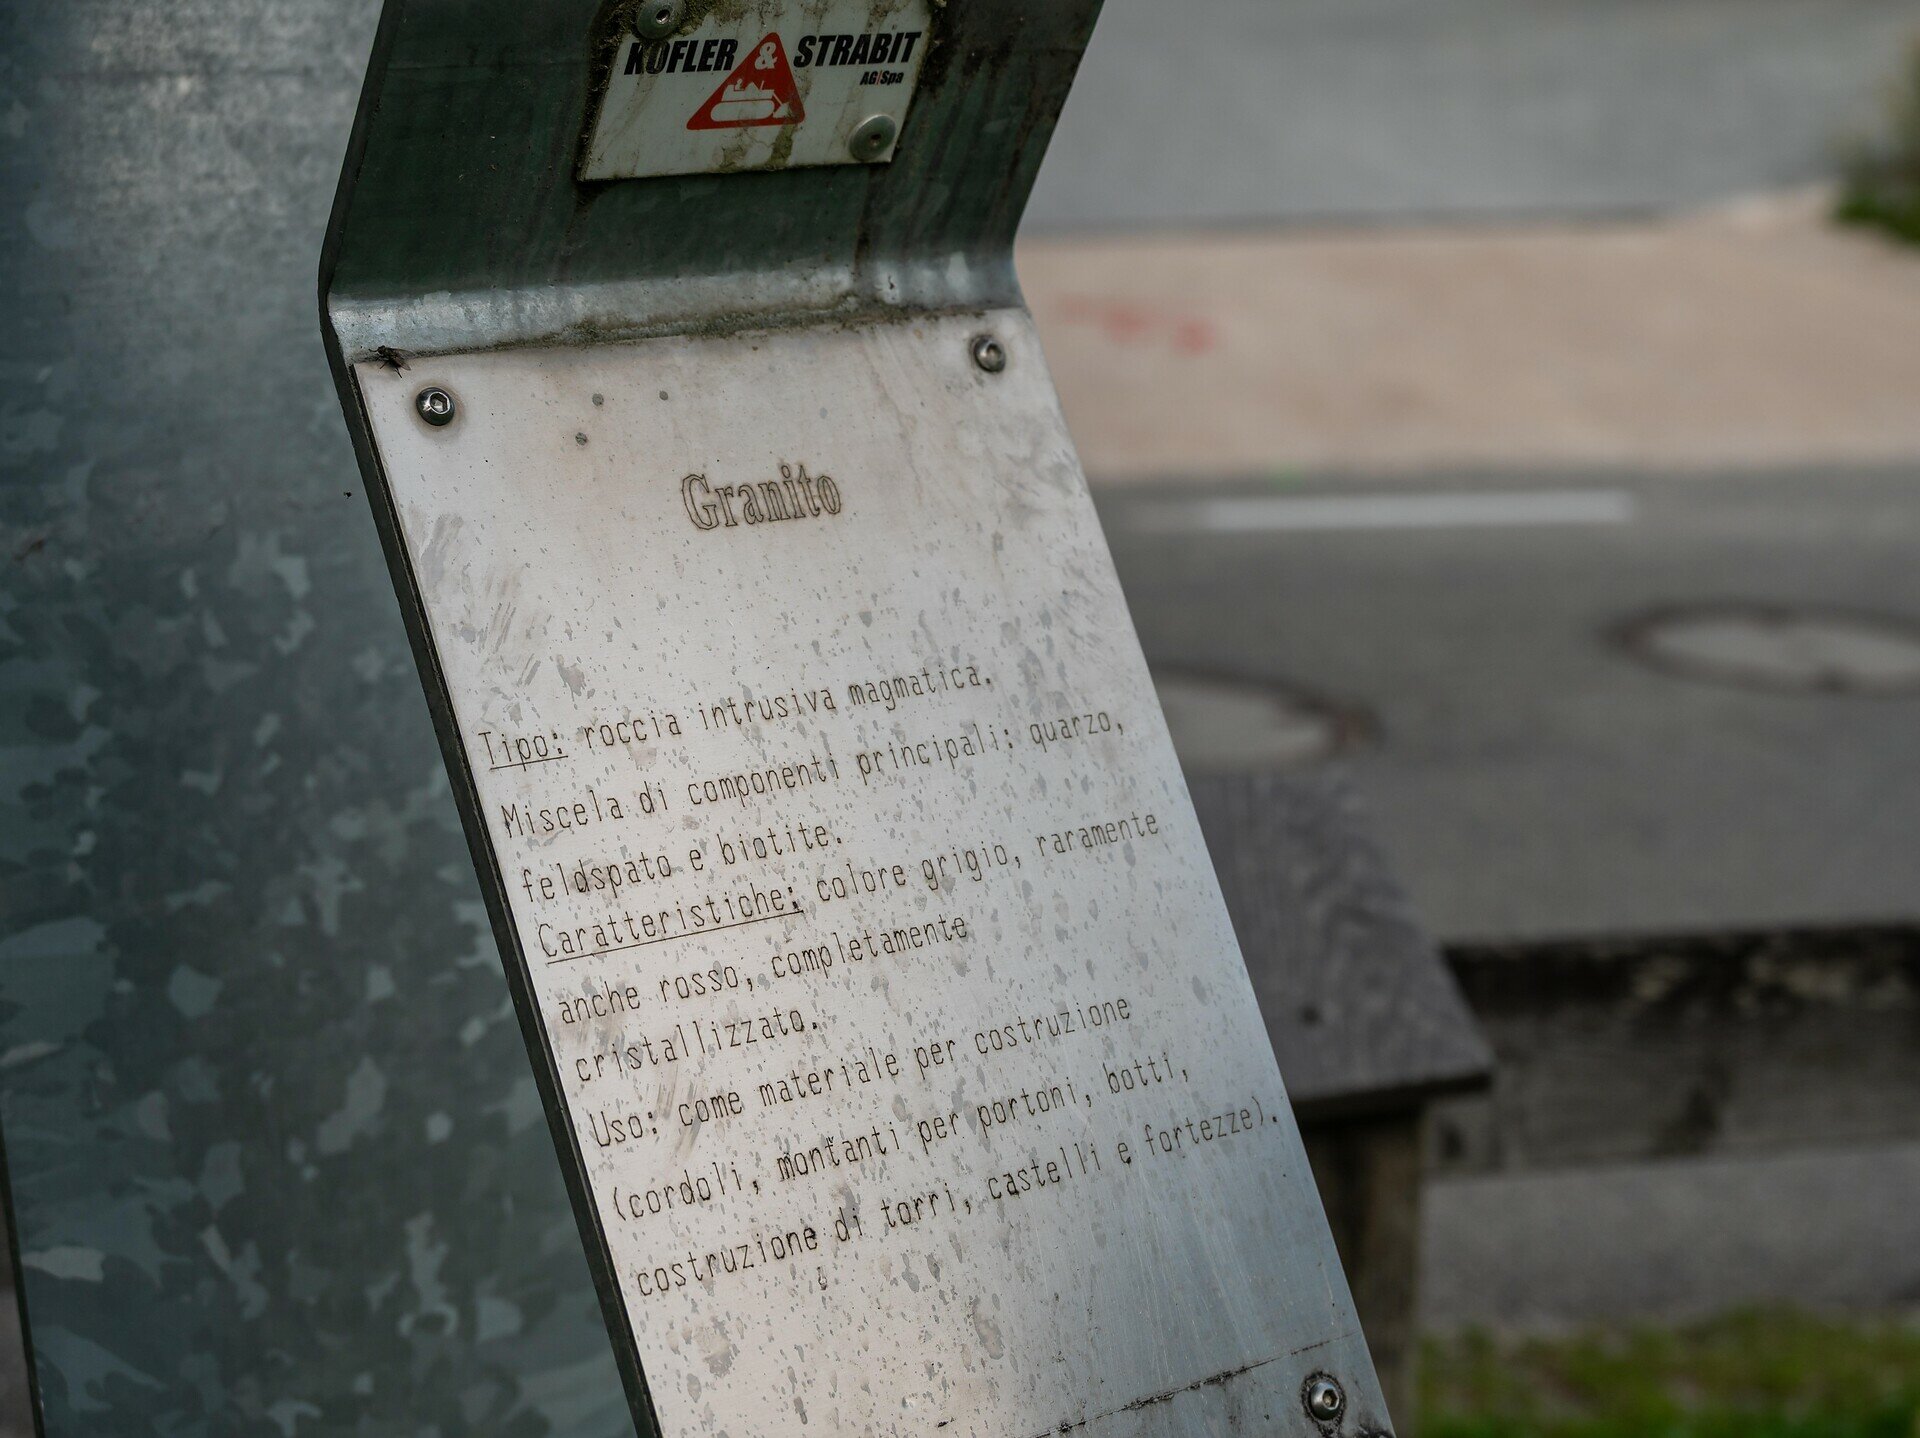 KOFLER & STRABIT
AG/Spa
Granito
Tipo: roccia intrusiva magmatica.
Miscela di componenti principali: quarzo,
feldspato e biotite.
Caratteristiche: colore grigio, raramente
anche rosso, completamente
cristallizzato.
Uso: come materiale per costruzione
(cordoli, montanti per portoni, botti,
costruzione di torri, castelli e fortezze).